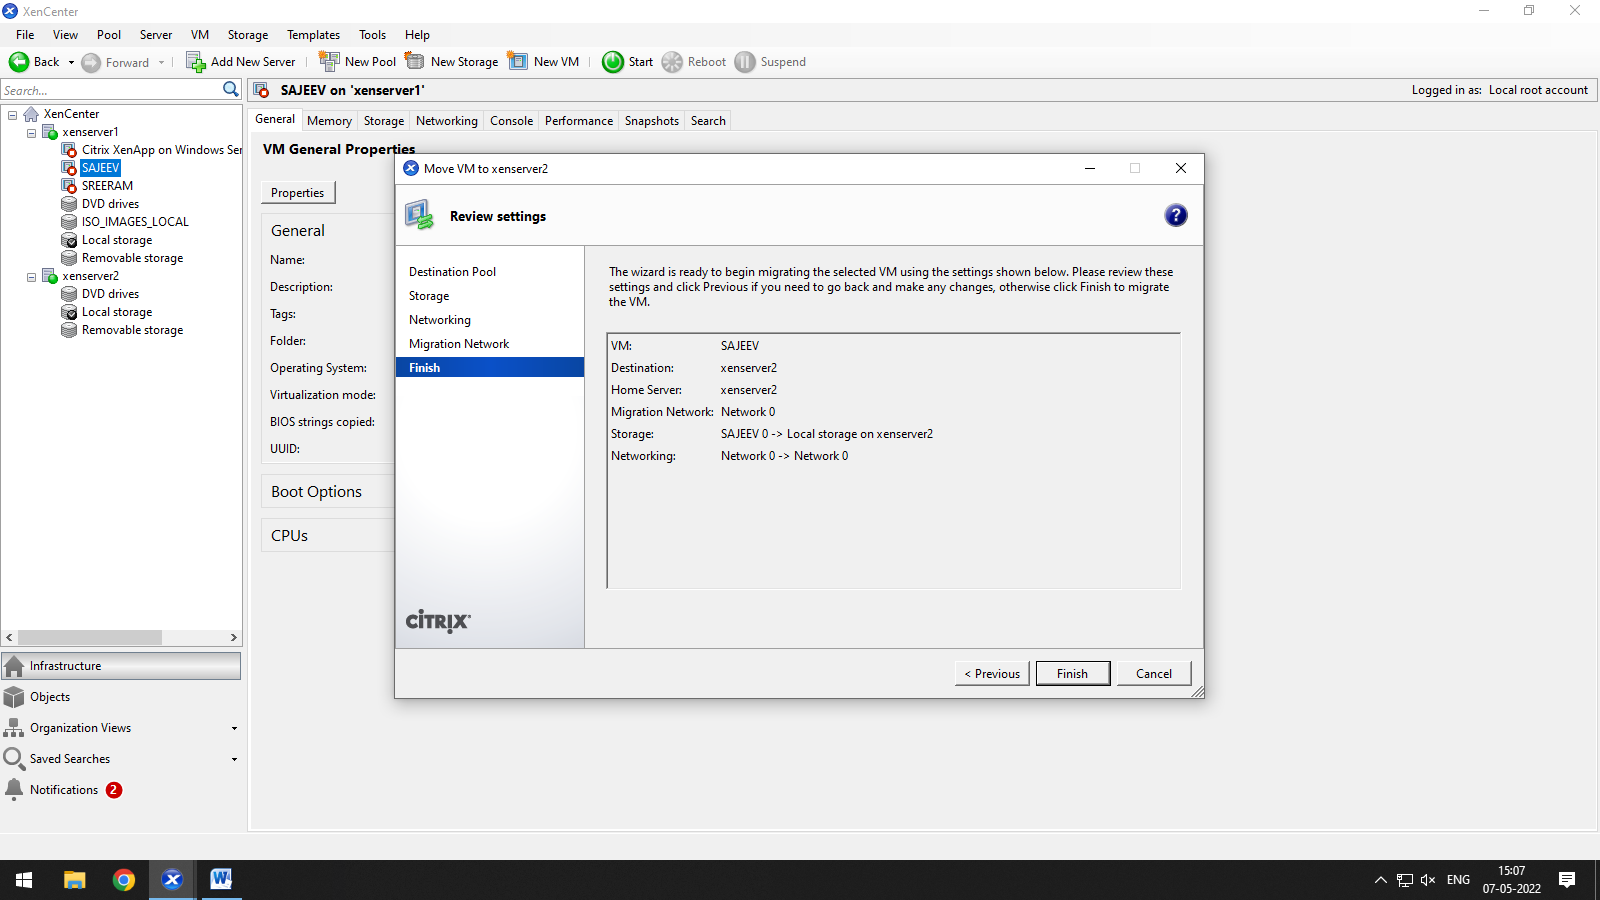 XenCenter
File View Pool Server VM Storage Templates Tools Help
Back Forward Add New Server New Pool New Storage New VM Start Reboot Suspend
Search...
SAJEEV on 'xenserver1'
Logged in as: Local root account
XenCenter
xenserver1
Citrix XenApp on Windows Ser
SAJEEV
SREERAM
DVD drives
ISO_IMAGES_LOCAL
Local storage
Removable storage
xenserver2
DVD drives
Local storage
Removable storage
Infrastructure
Objects
Organization Views
Saved Searches
Notifications 2
General Memory Storage Networking Console Performance Snapshots Search
VM General Properties
Properties
General
Name:
Description:
Tags:
Folder:
Operating System:
Virtualization mode:
BIOS strings copied:
UUID:
Boot Options
CPUs
Move VM to xenserver2
Review settings
?
Destination Pool
Storage
Networking
Migration Network
Finish
CİTRIX
The wizard is ready to begin migrating the selected VM using the settings shown below. Please review these
settings and click Previous if you need to go back and make any changes, otherwise click Finish to migrate
the VM.
VM: SAJEEV
Destination: xenserver2
Home Server: xenserver2
Migration Network: Network 0
Storage: SAJEEV 0 -> Local storage on xenserver2
Networking: Network 0 -> Network 0
< Previous Finish Cancel
ENG
15:07
07-05-2022